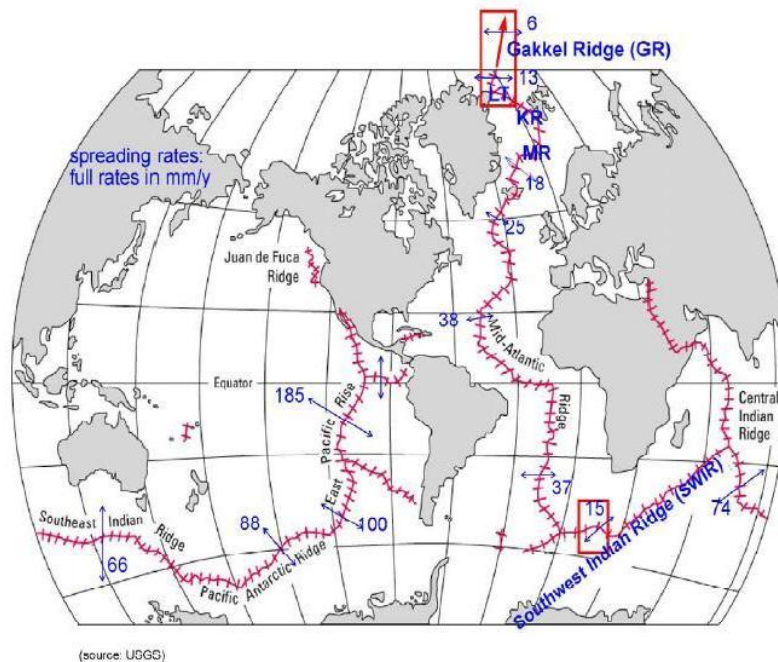 6
Gakkel Ridge (GR)
13
LT
KR
MR
spreading rates:
full rates in mm/y
18
25
Juan de Fuca
Ridge
38
Mid-Atlantic
Ridge
Equator
185
East
Pacific Rise
Central
Indian
Ridge
37
15
74
Southwest Indian Ridge (SWIR)
Southeast Indian
Ridge
66
88
100
Pacific Antarctic Ridge
(source: USGS)